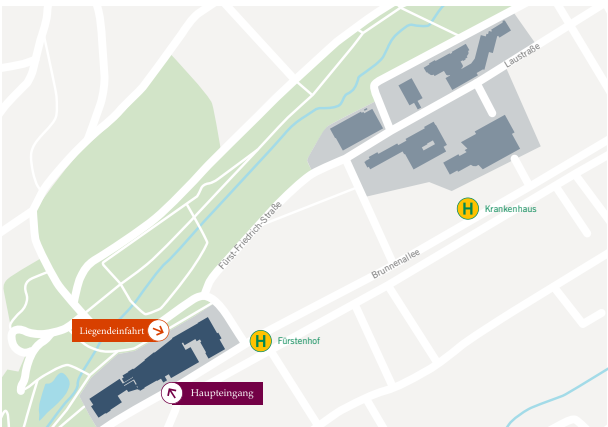 Laustraße
H Krankenhaus
Fürst-Friedrich-Straße
Brunnenallee
Liegendeinfahrt
H Fürstenhof
Haupteingang